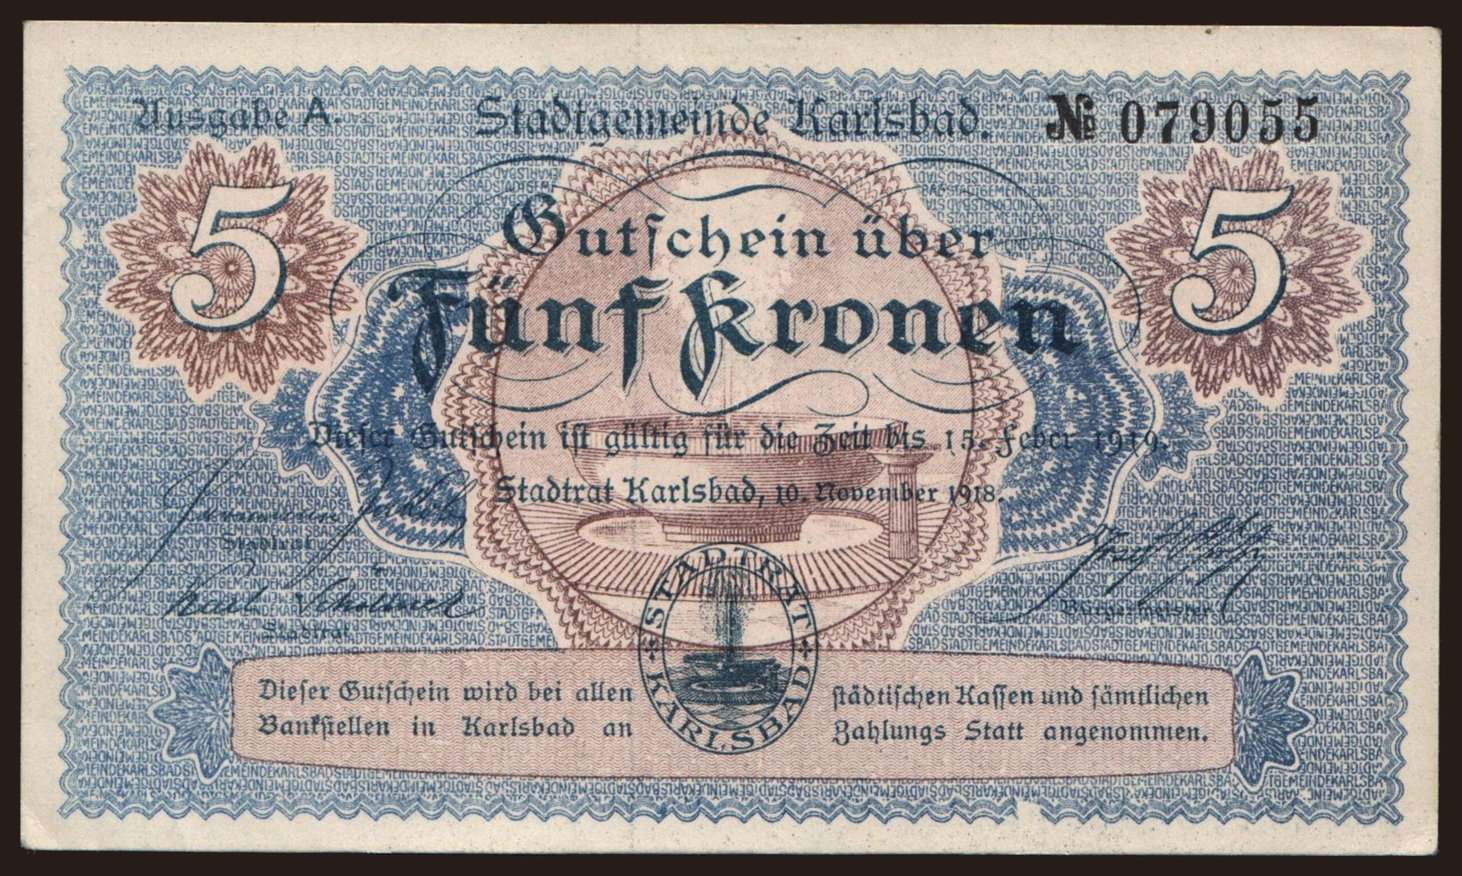 Ausgabe A.
Stadtgemeinde Karlsbad.
№ 079055
5
5
Gutschein über
Fünf Kronen
Dieser Gutschein ist gültig für die Zeit bis 15. Feber 1919.
Stadtrat Karlsbad, 10. November 1918.
Stadtrat
Karl
Stadtrat
Josef
Bürgermeister
STADTRAT
KARLSBAD
Dieser Gutschein wird bei allen städtischen Kassen und sämtlichen
Bankstellen in Karlsbad an Zahlungs Statt angenommen.